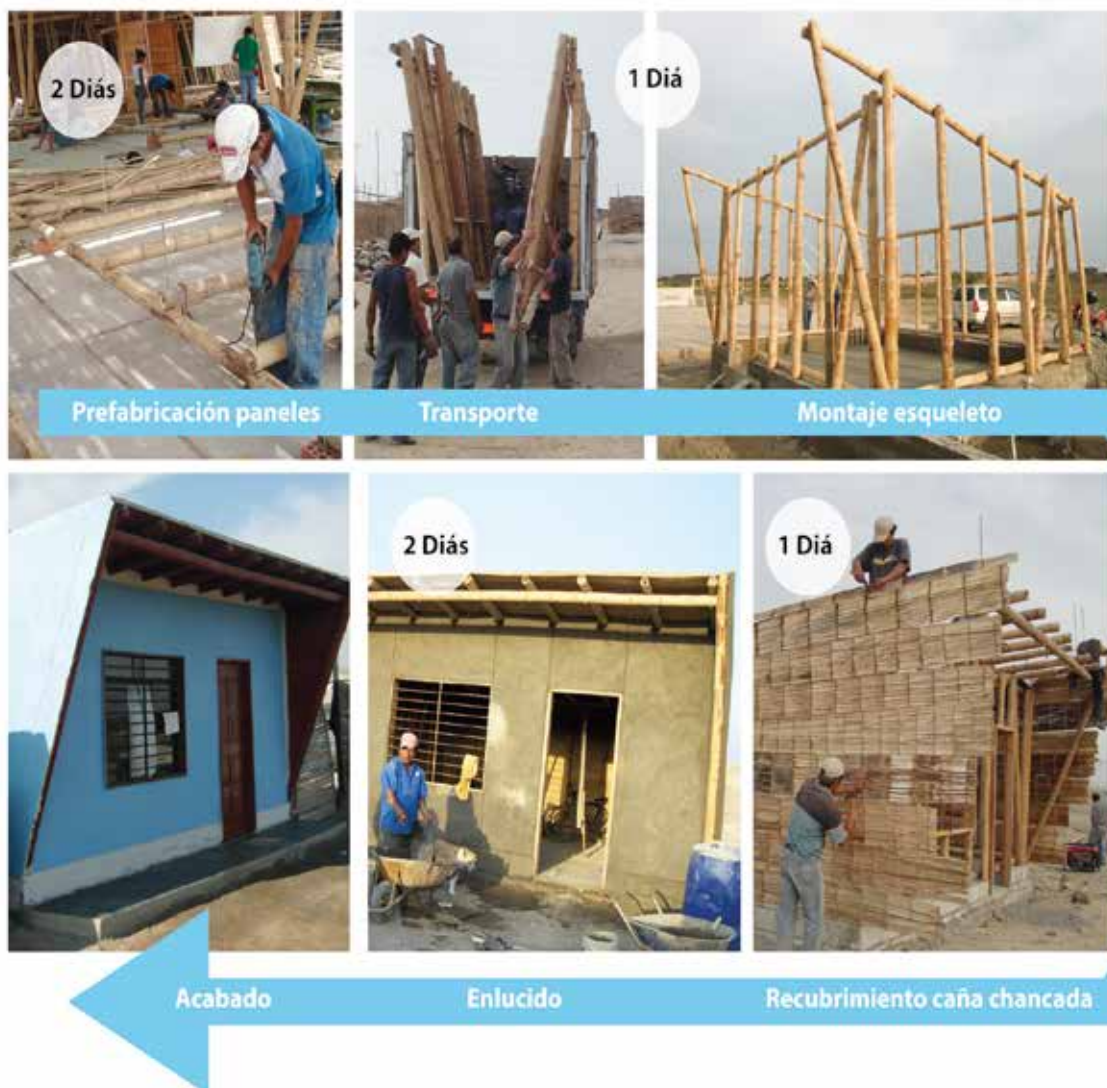 2 Diás
1 Diá
Prefabricación paneles
Transporte
Montaje esqueleto
2 Diás
1 Diá
Acabado
Enlucido
Recubrimiento caña chancada